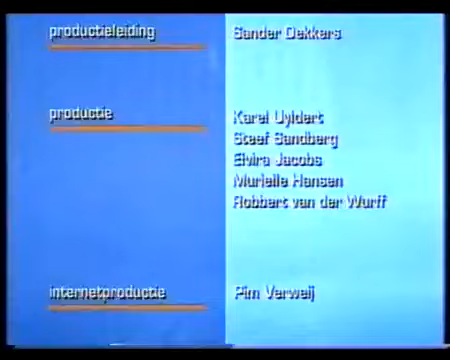 productieleiding Sander Dekkers
productie Karel Uyldert
Steef Sandberg
Elvira Jacobs
Murielle Hansen
Robbert van der Wurff
internetproductie Pim Verweij